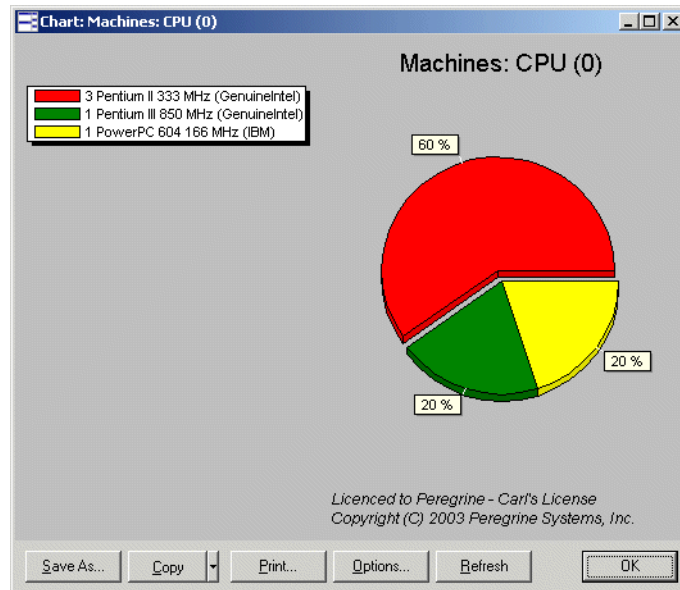 Chart: Machines: CPU (0)
Machines: CPU (0)
3 Pentium II 333 MHz (GenuineIntel)
1 Pentium III 850 MHz (GenuineIntel)
1 PowerPC 604 166 MHz (IBM)
60 %
20 %
20 %
Licenced to Peregrine - Carl's License
Copyright (C) 2003 Peregrine Systems, Inc.
Save As...
Copy
Print...
Options...
Refresh
OK